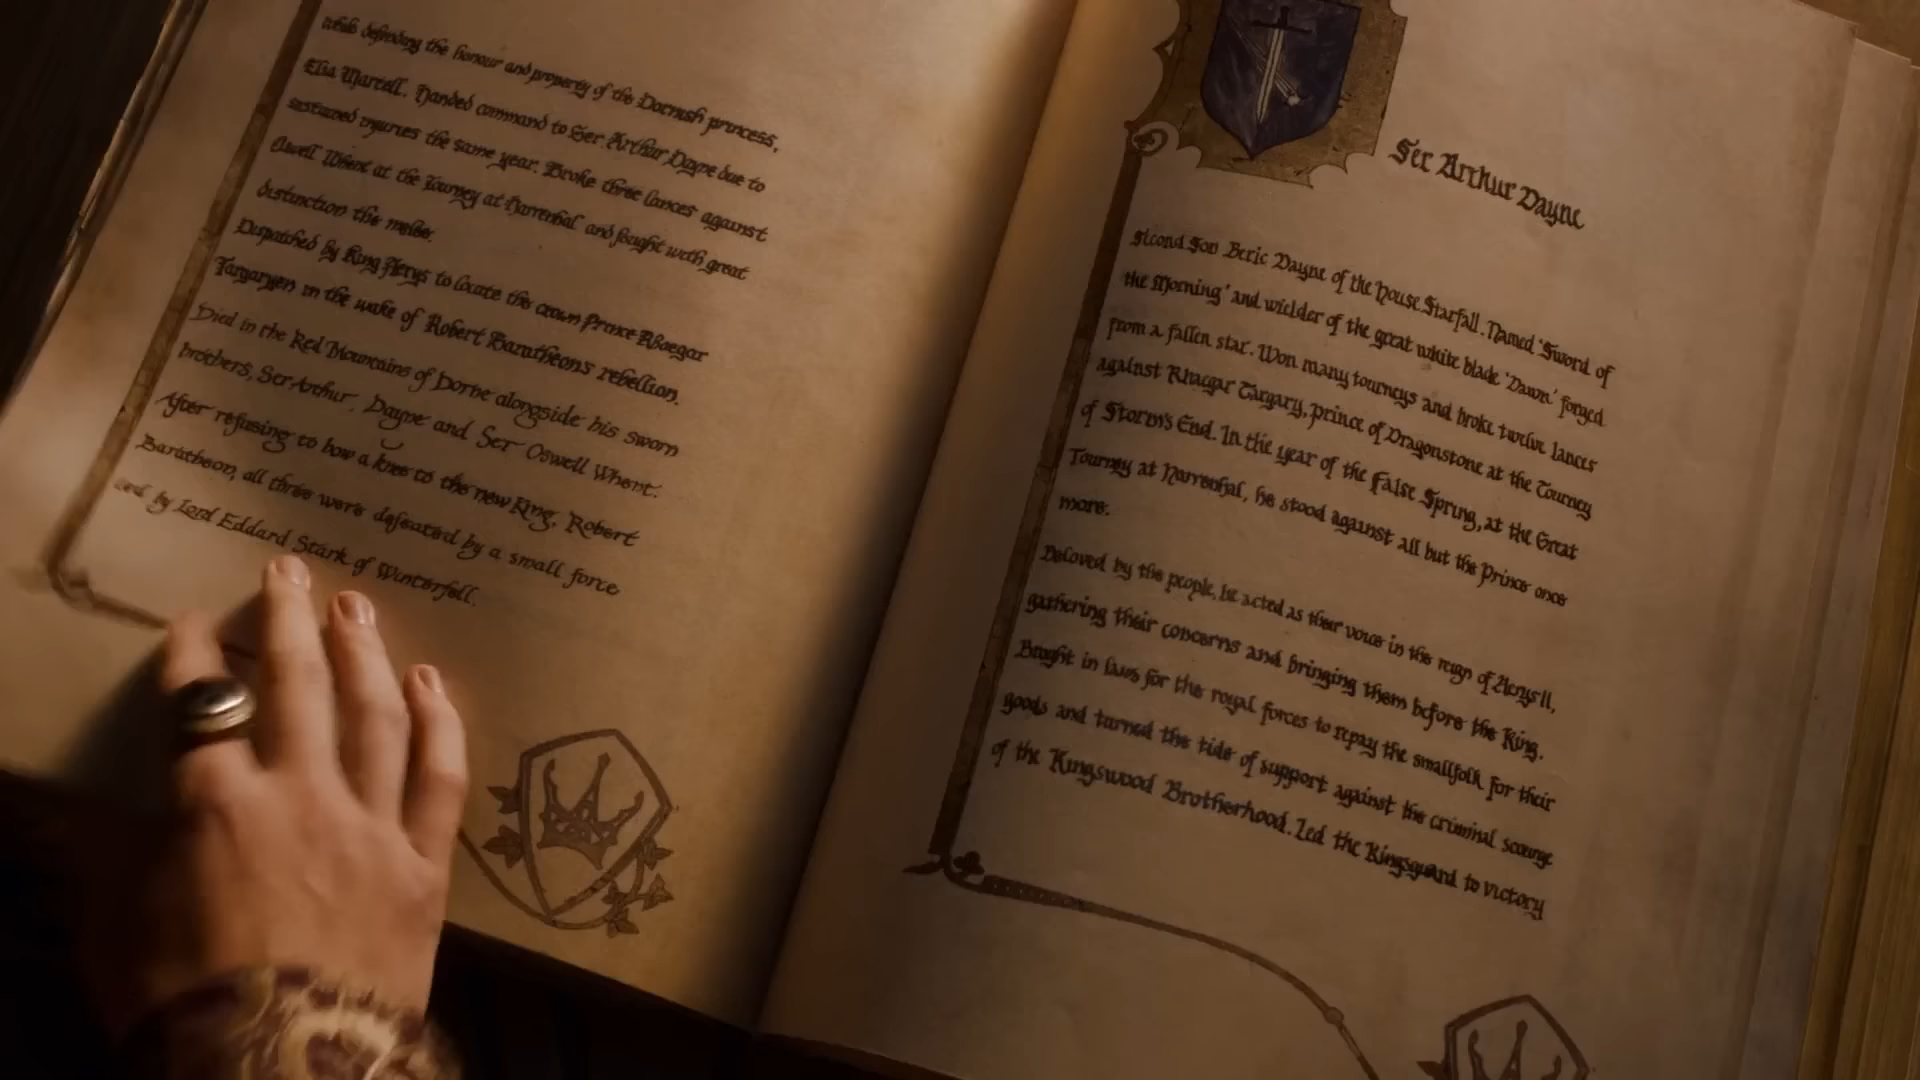 while defending the honour and property of the Dornish princess,
Elia Martell. Handed command to Ser Arthur Dayne due to
sustained injuries the same year. Broke three lances against
Oswell Whent at the Tourney at Harrenhal and fought with great
distinction the melee.
Dispatched by King Aerys to locate the crown Prince Rhaegar
Targaryen in the wake of Robert Baratheons rebellion.
Died in the Red Mountains of Dorne alongside his sworn
brothers, Ser Arthur. Dayne and Ser Oswell Whent.
After refusing to bow a knee to the new King, Robert
Baratheon, all three were defeated by a small force
led by Lord Eddard Stark of Winterfell.
Ser Arthur Dayne
Second Son Beric Dayne of the House Starfall. Named 'Sword of
the Morning' and wielder of the great white blade 'Dawn' forged
from a fallen star. Won many tourneys and broke twelve lances
against Rhaegar Targary, prince of Dragonstone at the Tourney
of Storm's End. In the year of the False Spring, at the Great
Tourney at Harrenhal, he stood against all but the Prince once
more.
Beloved by the people, he acted as their voice in the reign of Aerys II,
gathering their concerns and bringing them before the King.
Broght in laws for the royal forces to repay the smallfolk for their
goods and turned the tide of support against the criminal scourge
of the Kingswood Brotherhood. Led the Kingsguard to victory